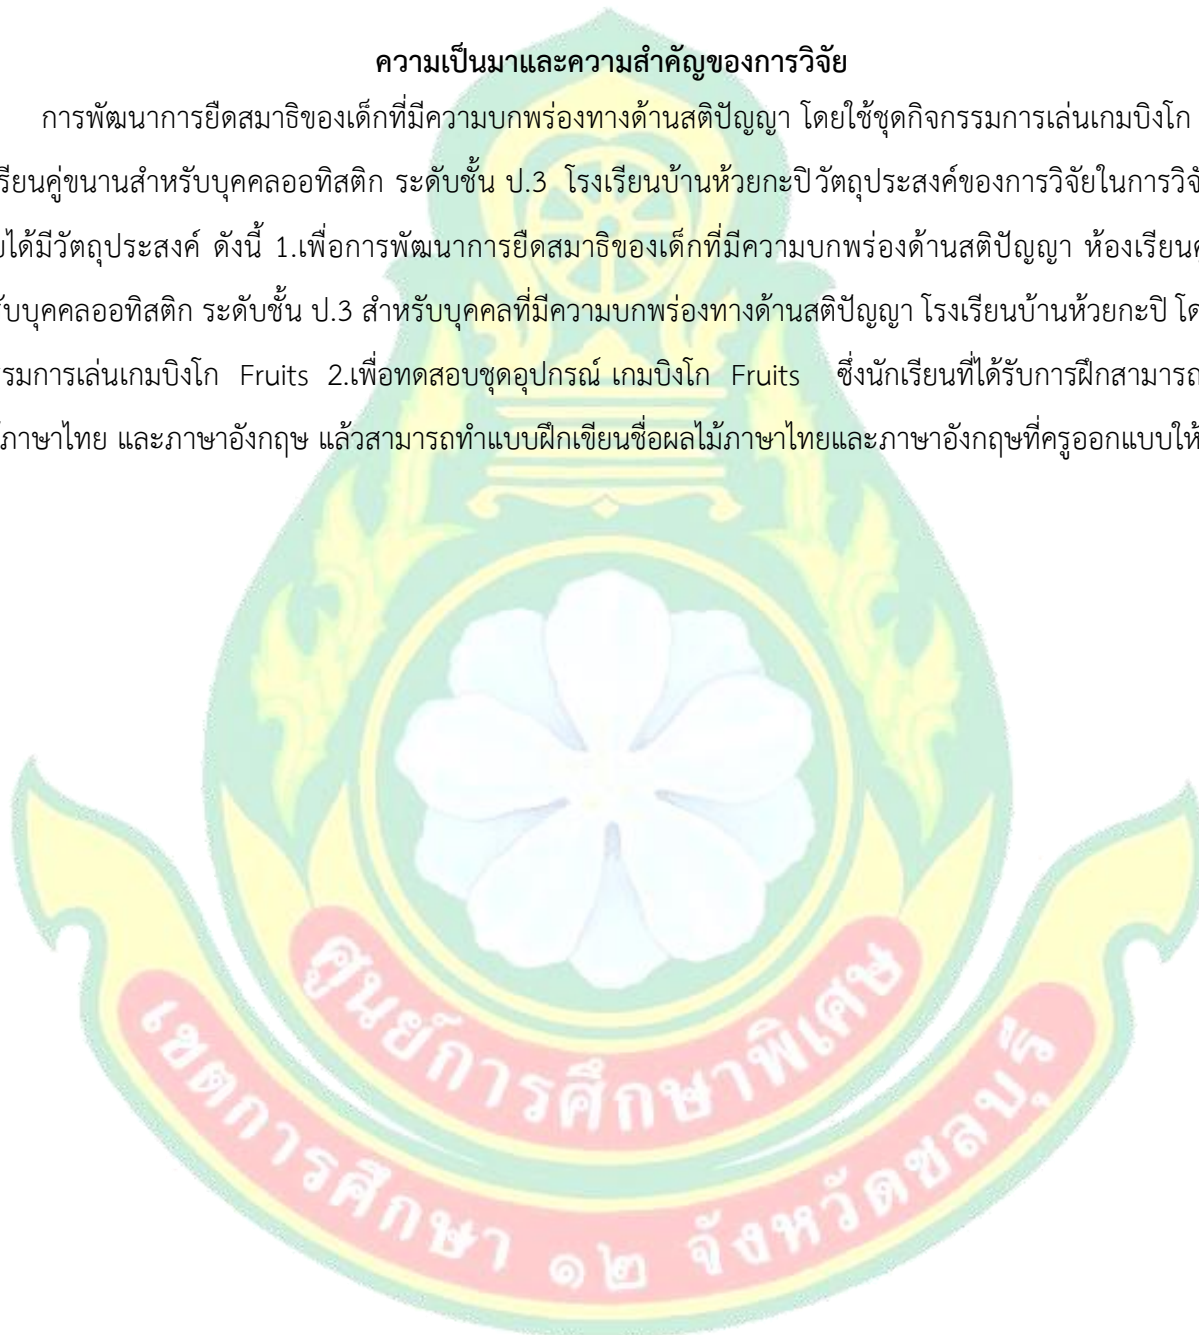 ความเป็นมาและความสำคัญของการวิจัย
การพัฒนาการยืดสมาธิของเด็กที่มีความบกพร่องทางด้านสติปัญญา โดยใช้ชุดกิจกรรมการเล่นเกมบิงโก
รียนคู่ขนานสำหรับบุคคลออทิสติก ระดับชั้น ป.3 โรงเรียนบ้านห้วยกะปิวัตถุประสงค์ของการวิจัยในการวิจั
ได้มีวัตถุประสงค์ ดังนี้ 1.เพื่อการพัฒนาการยืดสมาธิของเด็กที่มีความบกพร่องด้านสติปัญญา ห้องเรียนค
บบุคคลออทิสติก ระดับชั้น ป.3 สำหรับบุคคลที่มีความบกพร่องทางด้านสติปัญญา โรงเรียนบ้านห้วยกะปิ โด
รมการเล่นเกมบิงโก Fruits 2.เพื่อทดสอบชุดอุปกรณ์ เกมบิงโก Fruits ซึ่งนักเรียนที่ได้รับการฝึกสามารถ
ภาษาไทย และภาษาอังกฤษ แล้วสามารถทำแบบฝึกเขียนชื่อผลไม้ภาษาไทยและภาษาอังกฤษที่ครูออกแบบให้
ศูนย์การศึกษาพิเศษ
เขตการศึกษา ๑๒ จังหวัดชลบุรี